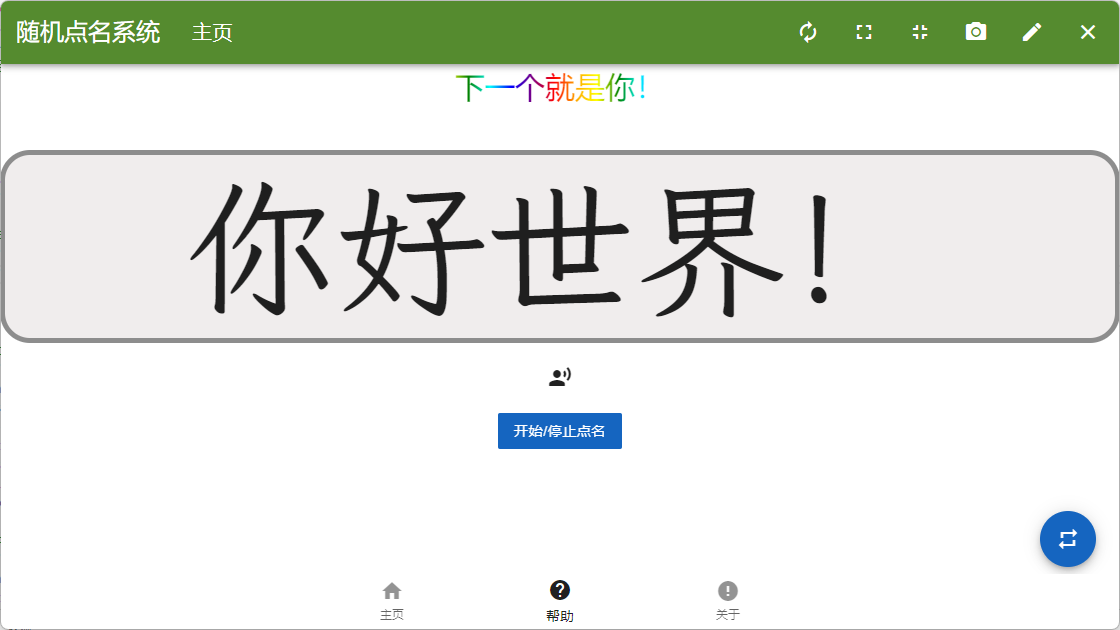 随机点名系统 主页
下一个就是你！
你好世界！
开始/停止点名
主页 帮助 关于